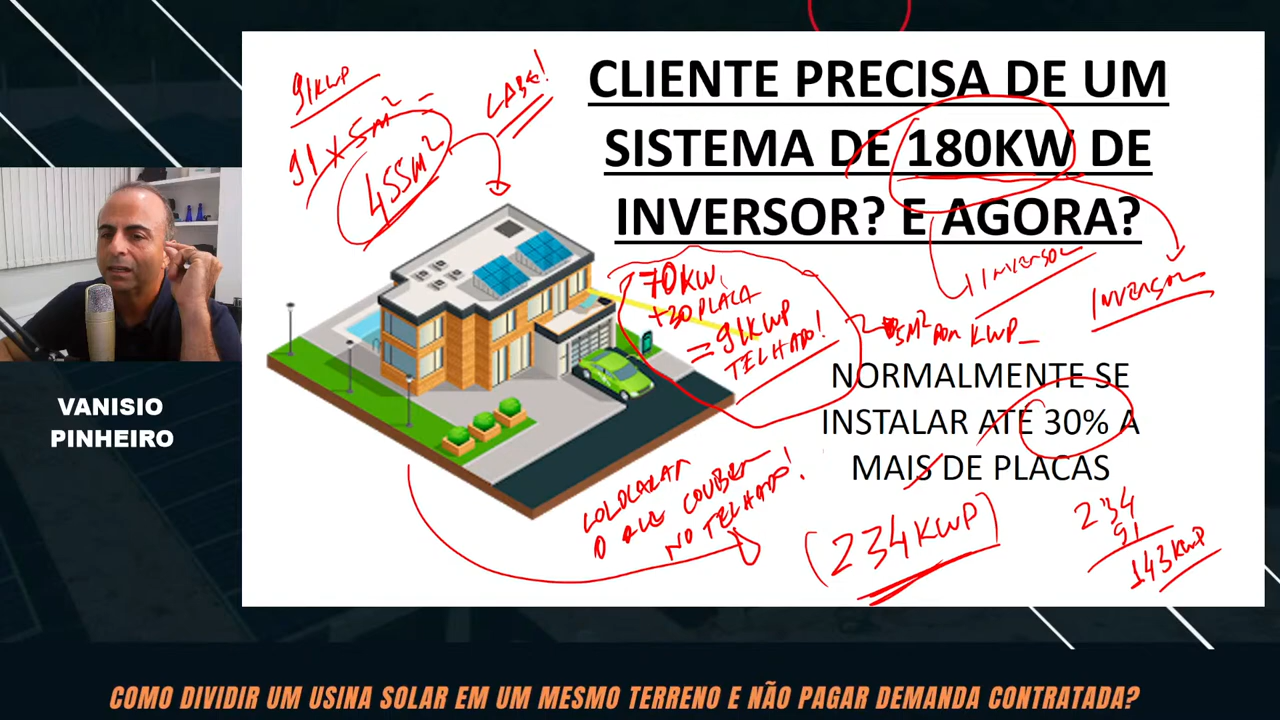 CLIENTE PRECISA DE UM
SISTEMA DE 180KW DE
INVERSOR? E AGORA?
91KWP
91 X 5M² =
455M²
CABE!
70KW
+30 PLACA
= 91KWP
TELHADO!
5M² POR KWP
1 INVERSOR
INVERSOR
NORMALMENTE SE
INSTALAR ATÉ 30% A
MAIS DE PLACAS
COLOCARAR
O QUE COUBER
NO TELHADO!
(234KWP)
234
91
143KWP
VANISIO
PINHEIRO
COMO DIVIDIR UM USINA SOLAR EM UM MESMO TERRENO E NÃO PAGAR DEMANDA CONTRATADA?